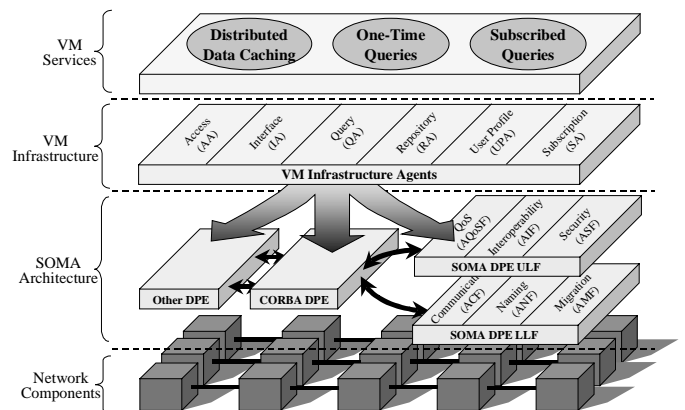 VM
Services
Distributed
Data Caching
One-Time
Queries
Subscribed
Queries
VM
Infrastructure
Access
(AA)
Interface
(IA)
Query
(QA)
Repository
(RA)
User Profile
(UPA)
Subscription
(SA)
VM Infrastructure Agents
SOMA
Architecture
QoS
(AQoSF)
Interoperability
(AIF)
Security
(ASF)
SOMA DPE ULF
Other DPE
CORBA DPE
Communicatio
(ACF)
Naming
(ANF)
Migration
(AMF)
SOMA DPE LLF
Network
Components